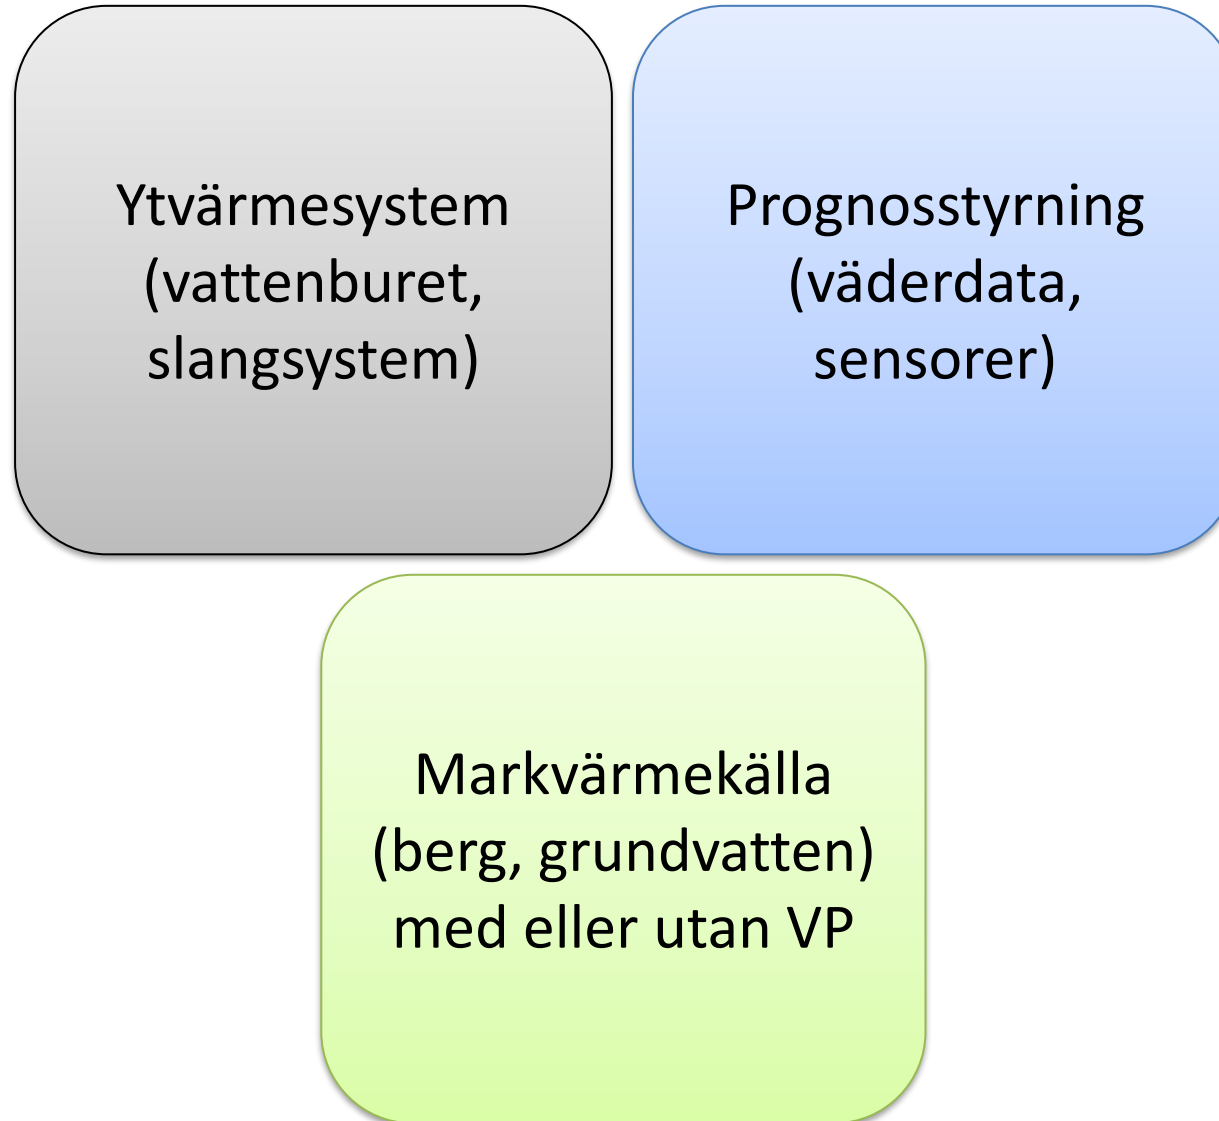 Ytvärmesystem
(vattenburet,
slangsystem)
Prognosstyrning
(väderdata,
sensorer)
Markvärmekälla
(berg, grundvatten)
med eller utan VP